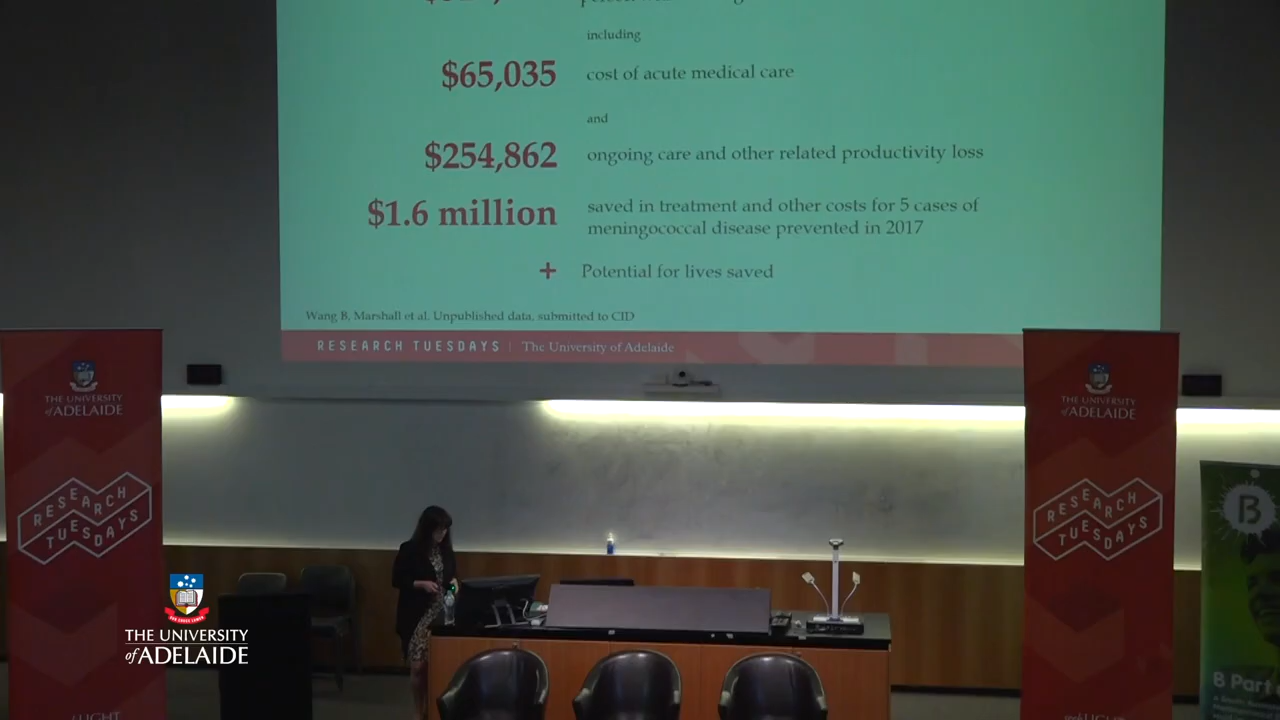 including
$65,035 cost of acute medical care
and
$254,862 ongoing care and other related productivity loss
$1.6 million saved in treatment and other costs for 5 cases of
meningococcal disease prevented in 2017
+ Potential for lives saved
Wang B, Marshall et al. Unpublished data, submitted to CID
RESEARCH TUESDAYS | The University of Adelaide
THE UNIVERSITY
of ADELAIDE
RESEARCH
TUESDAYS
THE UNIVERSITY
of ADELAIDE
RESEARCH
TUESDAYS
B
B Part
THE UNIVERSITY
of ADELAIDE